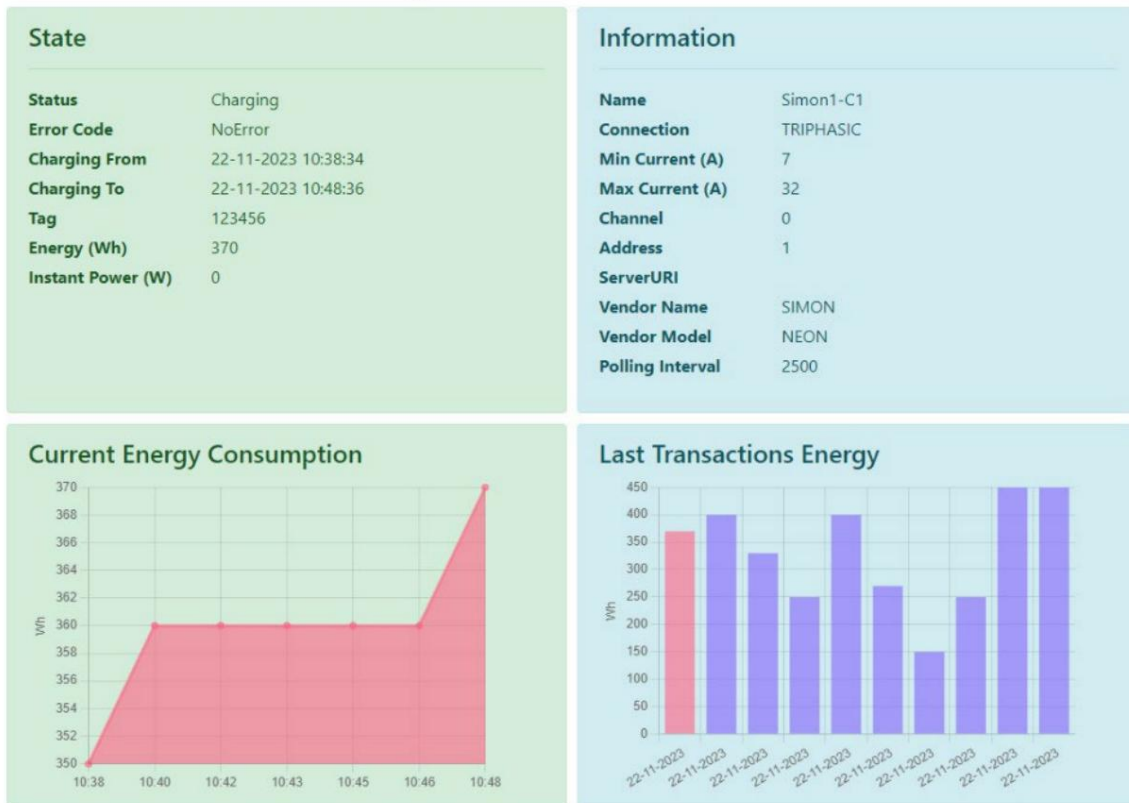 State
Status Charging
Error Code NoError
Charging From 22-11-2023 10:38:34
Charging To 22-11-2023 10:48:36
Tag 123456
Energy (Wh) 370
Instant Power (W) 0
Information
Name Simon1-C1
Connection TRIPHASIC
Min Current (A) 7
Max Current (A) 32
Channel 0
Address 1
ServerURI
Vendor Name SIMON
Vendor Model NEON
Polling Interval 2500
Current Energy Consumption
370
368
366
364
362
360
358
356
354
352
350
Wh
10:38 10:40 10:42 10:43 10:45 10:46 10:48
Last Transactions Energy
450
400
350
300
250
200
150
100
50
0
Wh
22-11-2023 22-11-2023 22-11-2023 22-11-2023 22-11-2023 22-11-2023 22-11-2023 22-11-2023 22-11-2023 22-11-2023